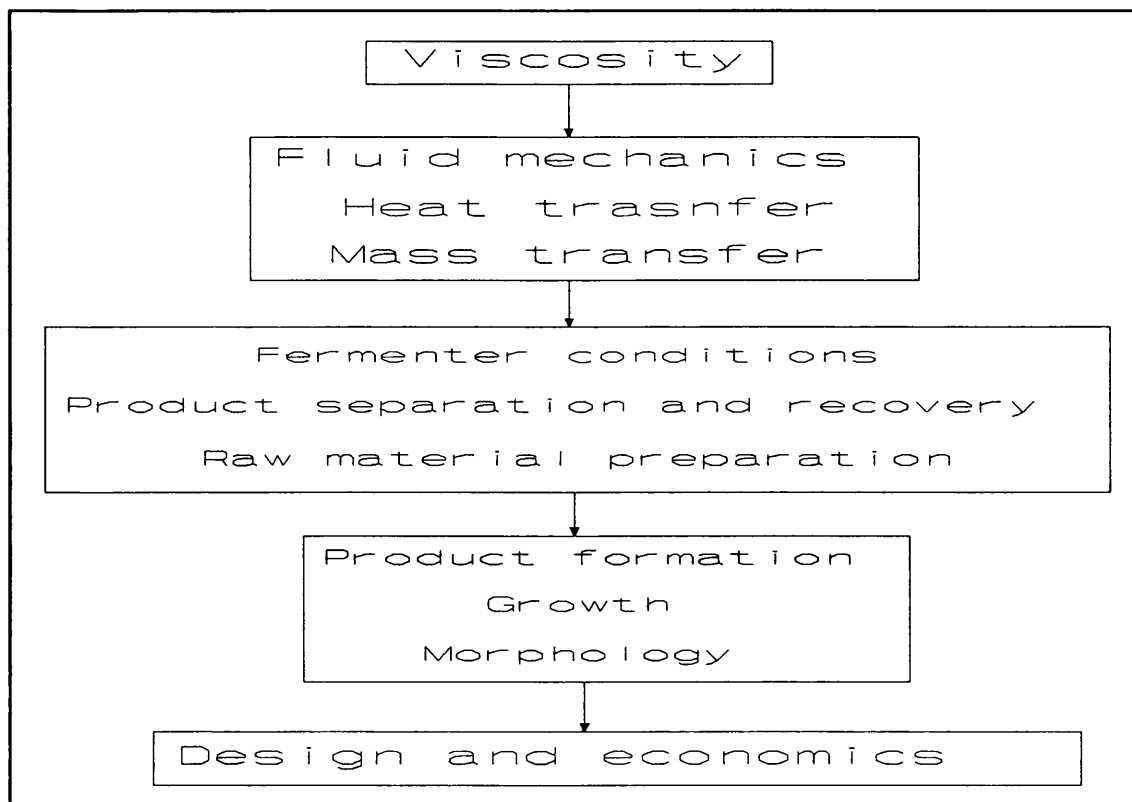 Viscosity
Fluid mechanics
Heat trasnfer
Mass transfer
Fermenter conditions
Product separation and recovery
Raw material preparation
Product formation
Growth
Morphology
Design and economics